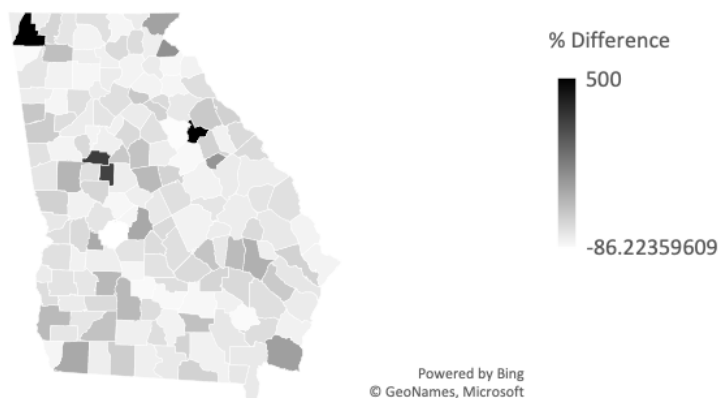 % Difference
500
-86.22359609
Powered by Bing
© GeoNames, Microsoft